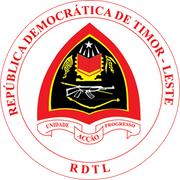 REPÚBLICA DEMOCRÁTICA DE TIMOR - LESTE
UNIDADE
ACÇÃO
PROGRESSO
RDTL